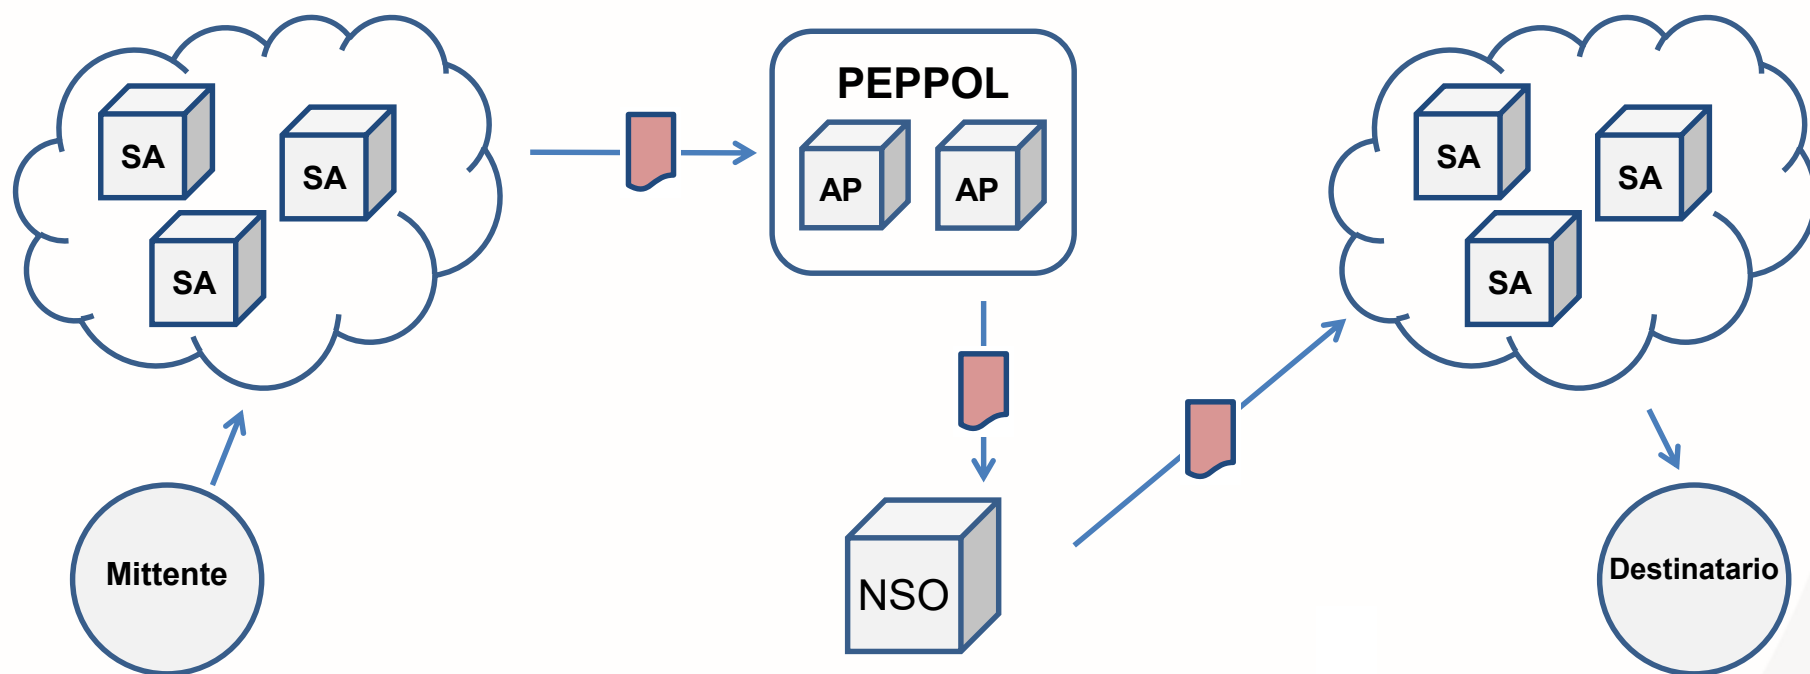 SA
SA
SA
PEPPOL
AP
AP
SA
SA
SA
Mittente
NSO
Destinatario